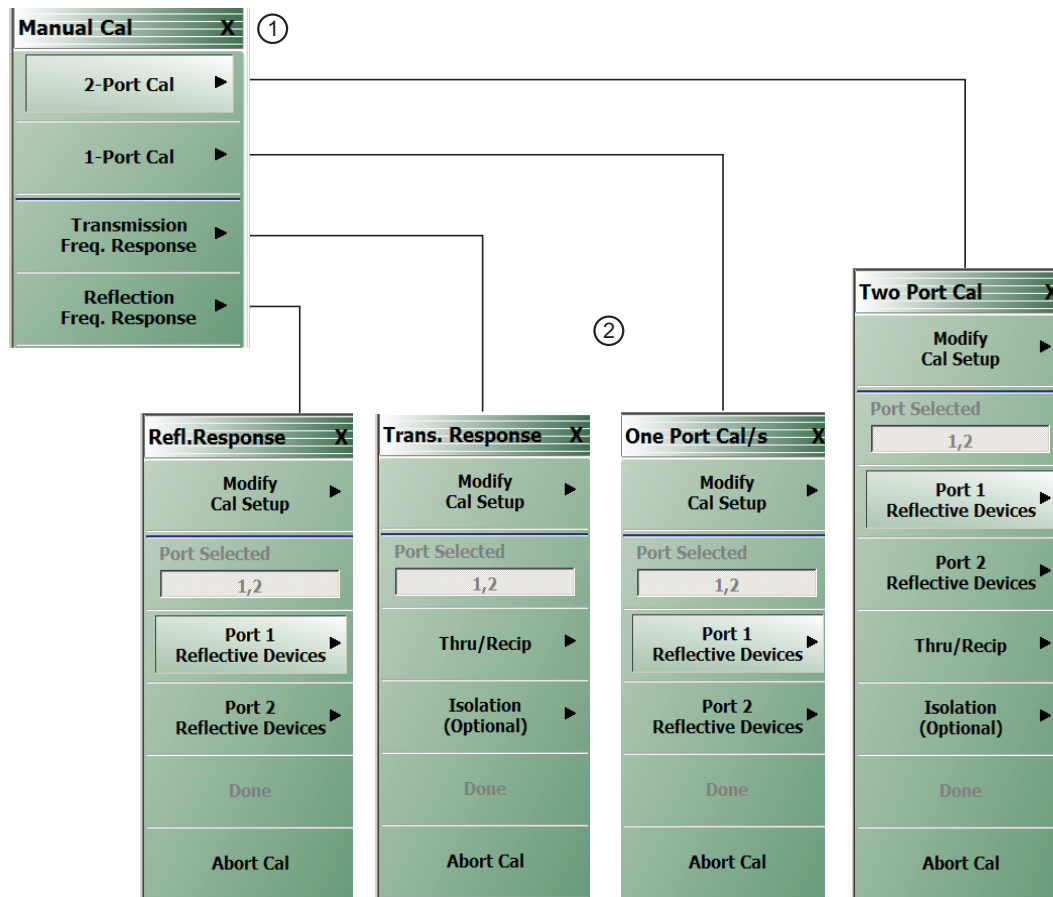 Manual Cal X
①
2-Port Cal
1-Port Cal
Transmission
Freq. Response
Reflection
Freq. Response
②
Refl.Response X
Modify
Cal Setup
Port Selected
1,2
Port 1
Reflective Devices
Port 2
Reflective Devices
Done
Abort Cal
Trans. Response X
Modify
Cal Setup
Port Selected
1,2
Thru/Recip
Isolation
(Optional)
Done
Abort Cal
One Port Cal/s X
Modify
Cal Setup
Port Selected
1,2
Port 1
Reflective Devices
Port 2
Reflective Devices
Done
Abort Cal
Two Port Cal X
Modify
Cal Setup
Port Selected
1,2
Port 1
Reflective Devices
Port 2
Reflective Devices
Thru/Recip
Isolation
(Optional)
Done
Abort Cal